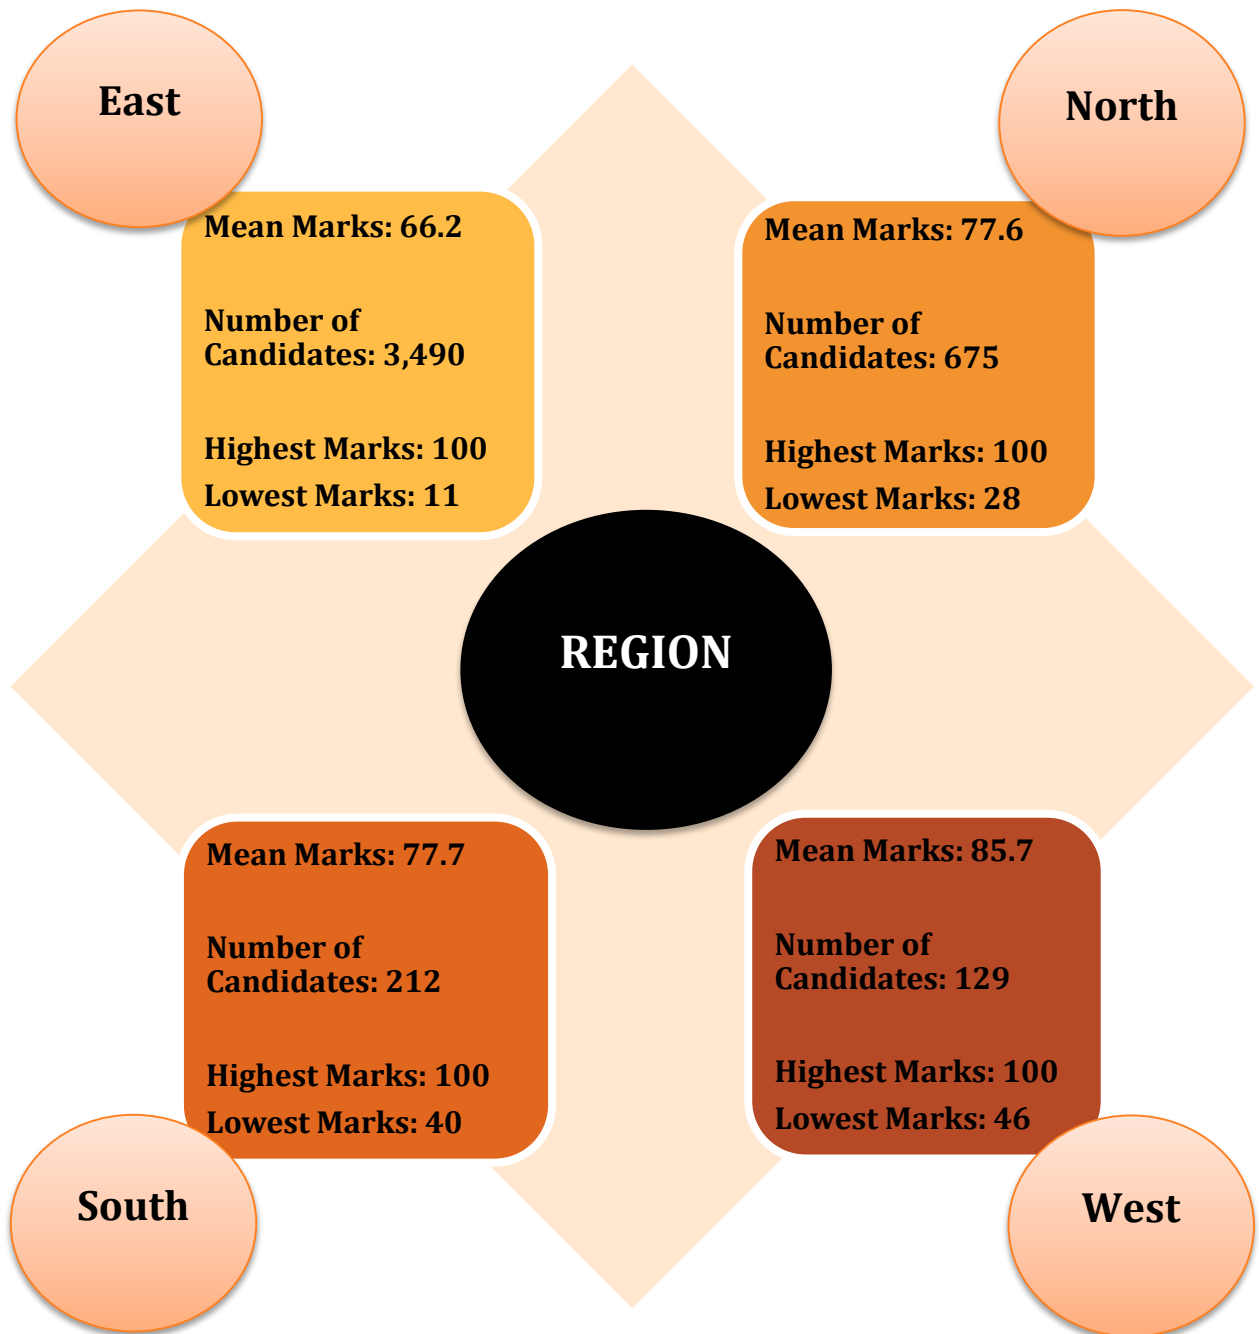 East
Mean Marks: 66.2
Number of
Candidates: 3,490
Highest Marks: 100
Lowest Marks: 11
North
Mean Marks: 77.6
Number of
Candidates: 675
Highest Marks: 100
Lowest Marks: 28
REGION
Mean Marks: 77.7
Number of
Candidates: 212
Highest Marks: 100
Lowest Marks: 40
South
Mean Marks: 85.7
Number of
Candidates: 129
Highest Marks: 100
Lowest Marks: 46
West